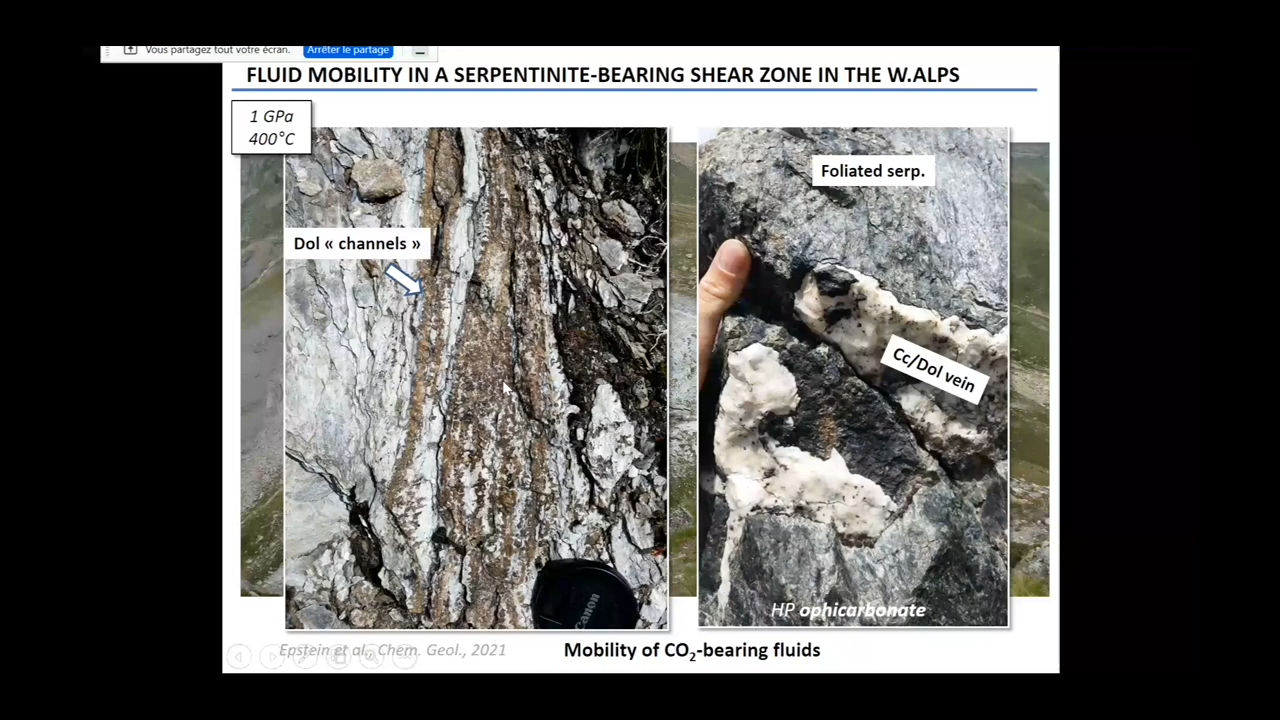 Vous partagez tout votre écran. Arrêter le partage
FLUID MOBILITY IN A SERPENTINITE-BEARING SHEAR ZONE IN THE W.ALPS
1 GPa
400°C
Dol « channels »
Foliated serp.
Cc/Dol vein
Canon
HP ophicarbonate
Epstein et al., Chem. Geol., 2021
Mobility of CO₂-bearing fluids